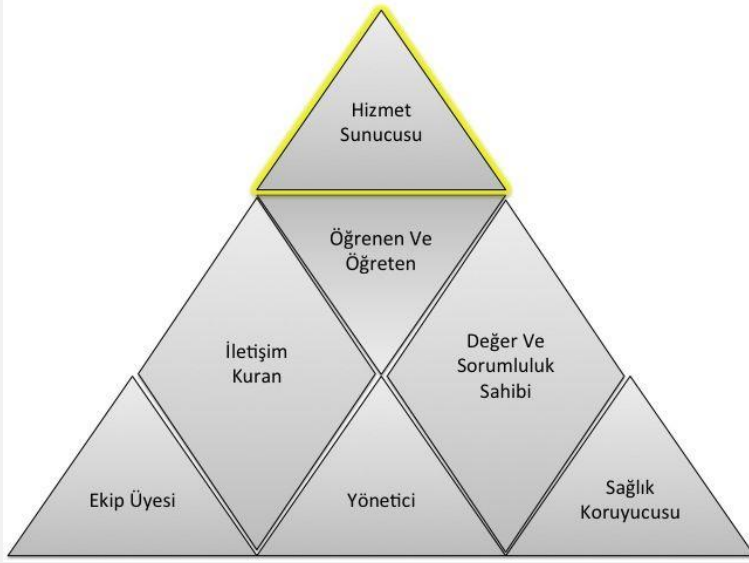 Hizmet
Sunucusu
Öğrenen Ve
Öğreten
İletişim
Kuran
Değer Ve
Sorumluluk
Sahibi
Ekip Üyesi
Yönetici
Sağlık
Koruyucusu